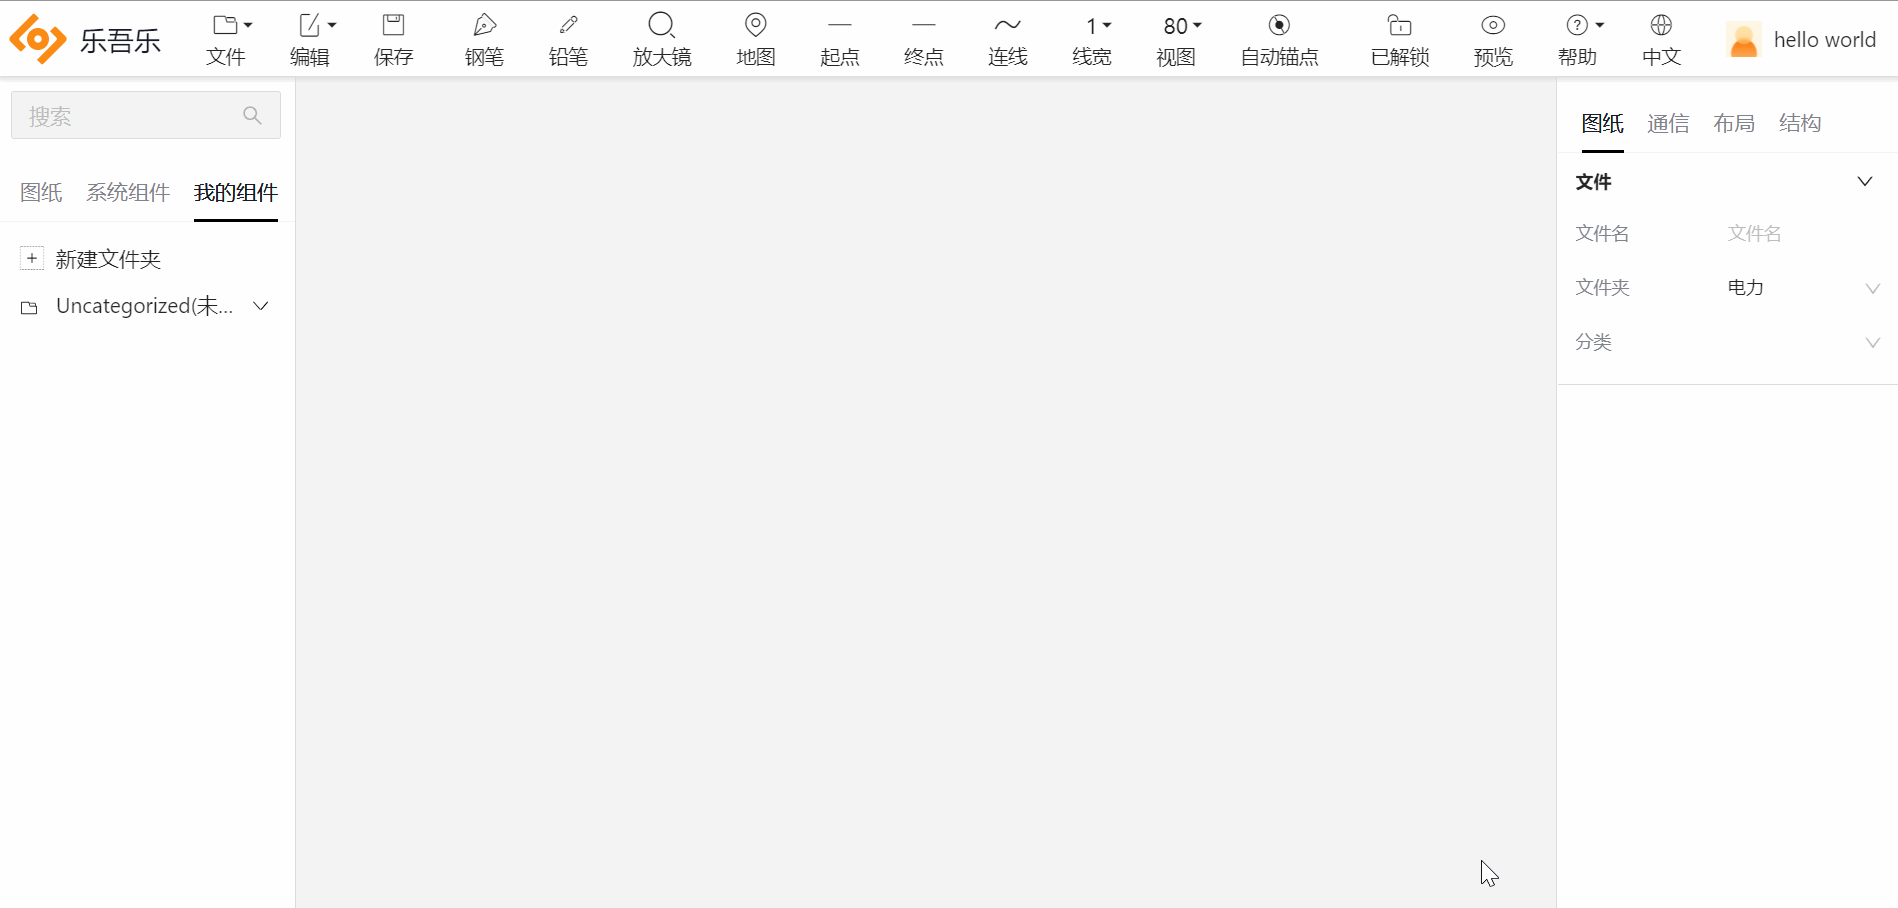 乐吾乐
文件 编辑 保存 钢笔 铅笔 放大镜 地图 起点 终点 连线 1 线宽 80 视图 自动锚点 已解锁 预览 帮助 中文 hello world
搜索
图纸 系统组件 我的组件
新建文件夹
Uncategorized(未...
图纸 通信 布局 结构
文件
文件名 文件名
文件夹 电力
分类